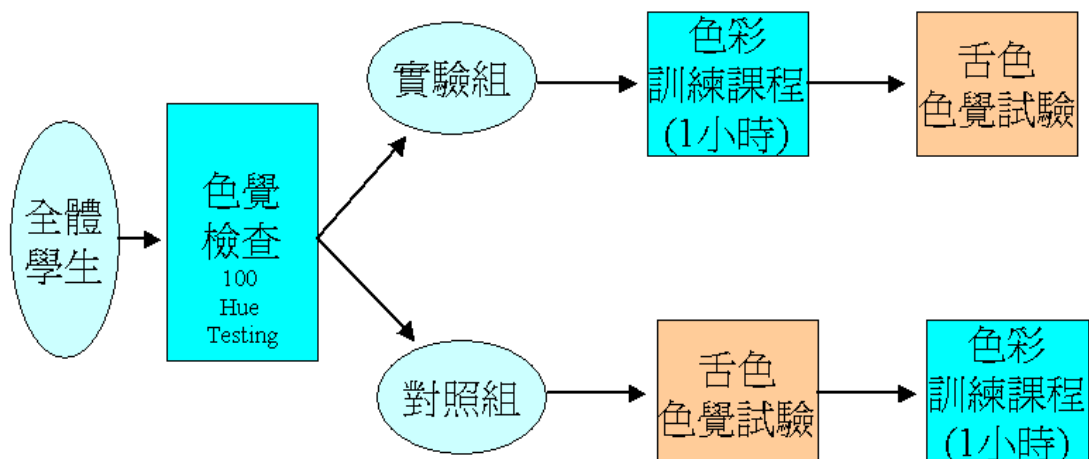 全體
學生
色覺
檢查
100
Hue
Testing
實驗組
色彩
訓練課程
(1小時)
舌色
色覺試驗
對照組
舌色
色覺試驗
色彩
訓練課程
(1小時)